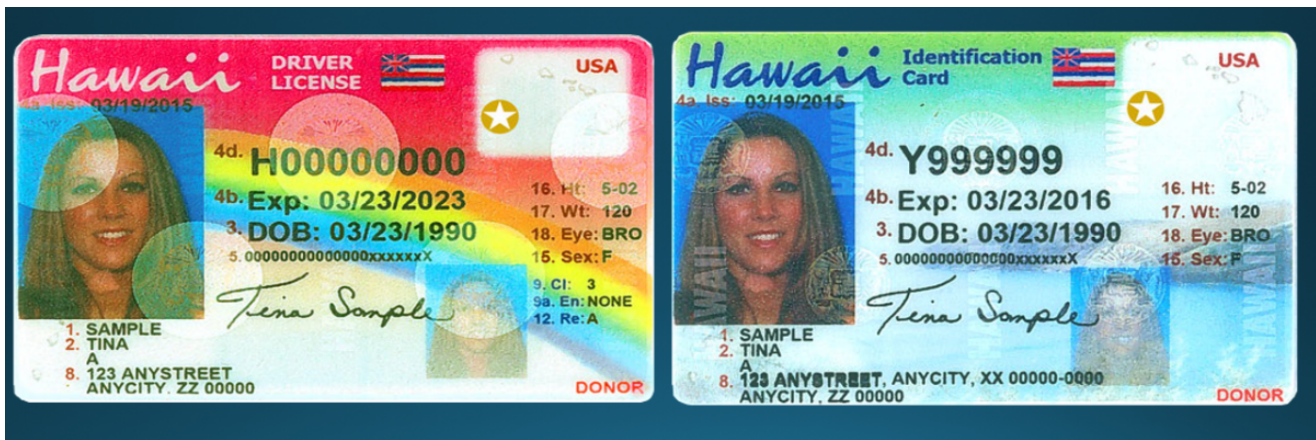 Hawaii DRIVER LICENSE USA
4a. Iss: 03/19/2015
4d. H00000000
4b. Exp: 03/23/2023
3. DOB: 03/23/1990
5. 00000000000000xxxxxxX
16. Ht: 5-02
17. Wt: 120
18. Eye: BRO
15. Sex: F
9. Cl: 3
9a. En: NONE
12. Re: A
Tina Sample
1. SAMPLE
2. TINA
A
8. 123 ANYSTREET
ANYCITY, ZZ 00000
DONOR
Hawaii Identification Card USA
4a. Iss: 03/19/2015
4d. Y999999
4b. Exp: 03/23/2016
3. DOB: 03/23/1990
5. 00000000000000xxxxxxX
16. Ht: 5-02
17. Wt: 120
18. Eye: BRO
15. Sex: F
Tina Sample
1. SAMPLE
2. TINA
A
8. 123 ANYSTREET, ANYCITY, XX 00000-0000
ANYCITY, ZZ 00000
DONOR
HAWAII
HAWAII
HAWAII
HAWAII